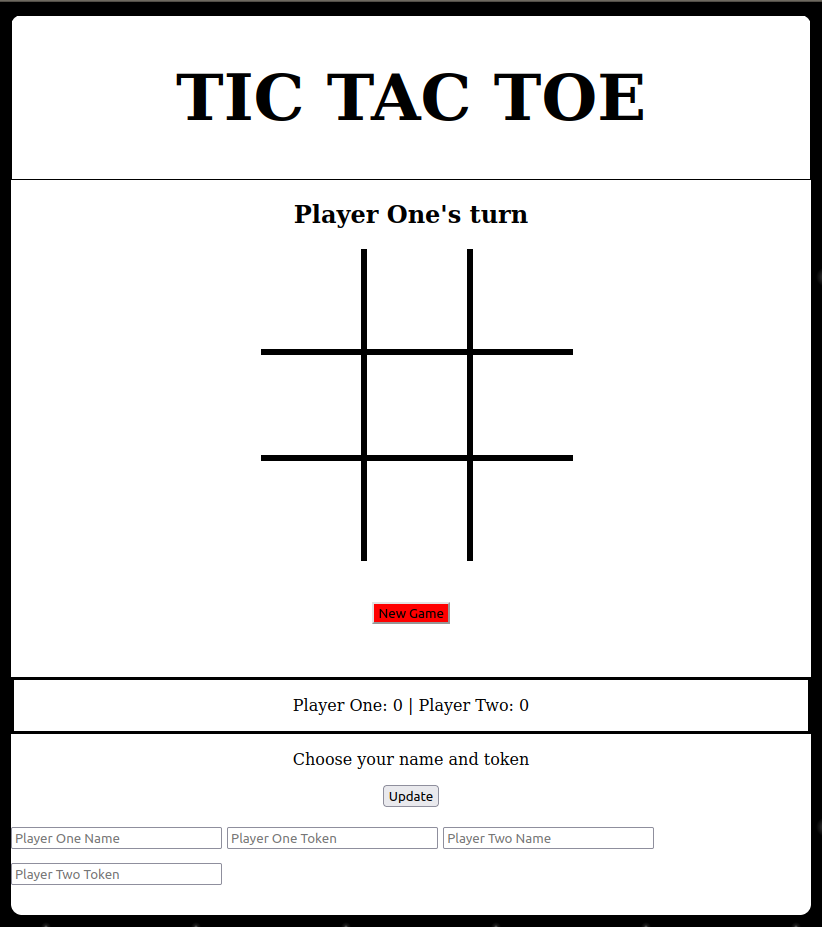 TIC TAC TOE
Player One's turn
New Game
Player One: 0 | Player Two: 0
Choose your name and token
Update
Player One Name Player One Token Player Two Name
Player Two Token